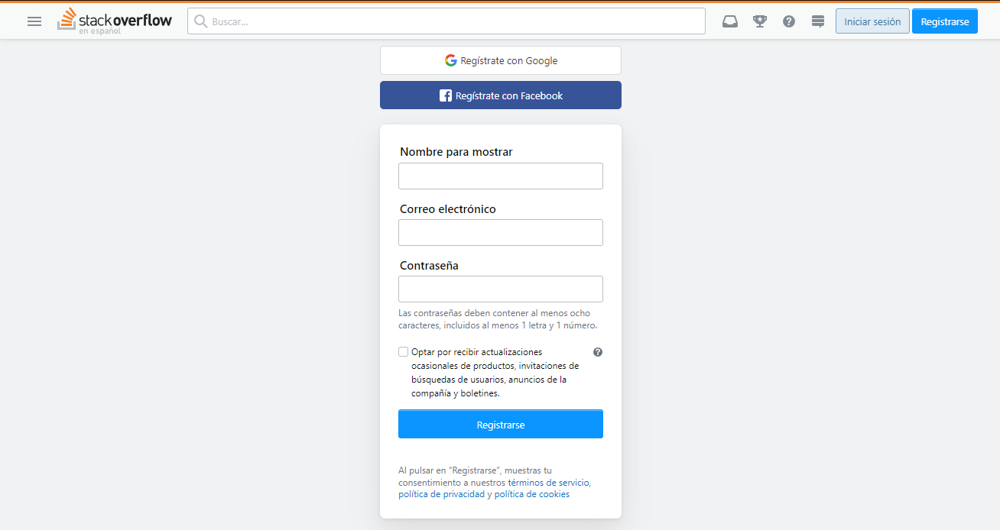 stackoverflow
en español
Buscar...
Iniciar sesión
Registrarse
Regístrate con Google
Regístrate con Facebook
Nombre para mostrar
Correo electrónico
Contraseña
Las contraseñas deben contener al menos ocho
caracteres, incluidos al menos 1 letra y 1 número.
Optar por recibir actualizaciones
ocasionales de productos, invitaciones de
búsquedas de usuarios, anuncios de la
compañía y boletines.
Registrarse
Al pulsar en “Registrarse”, muestras tu
consentimiento a nuestros términos de servicio,
política de privacidad y política de cookies